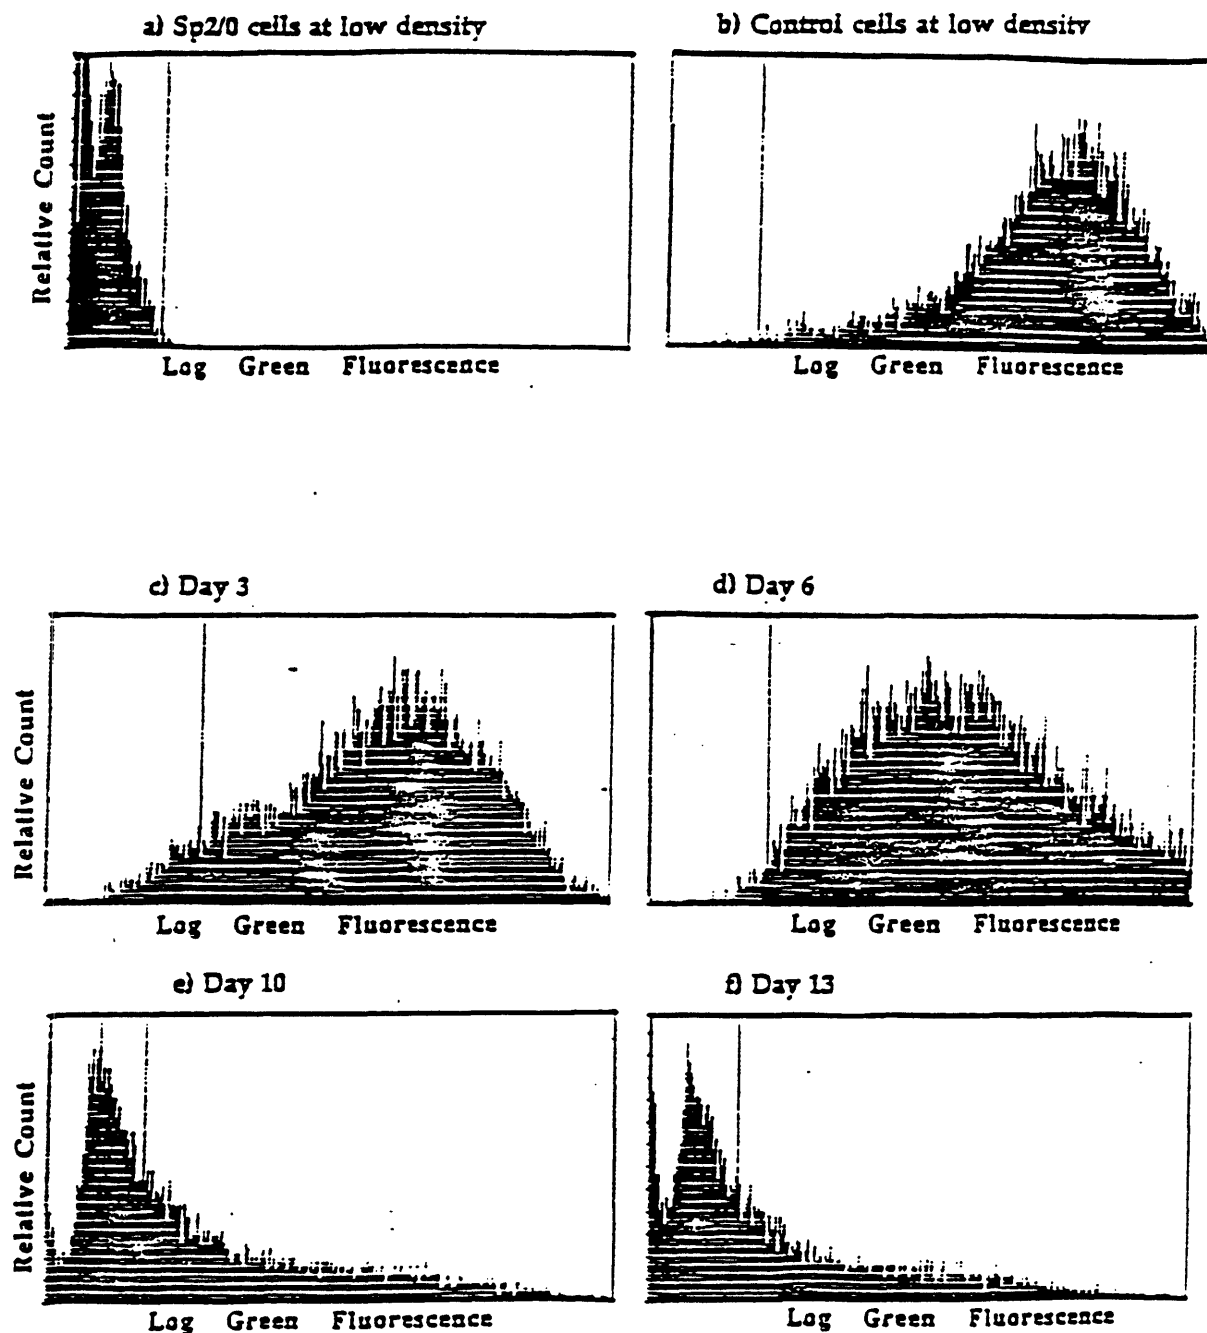 a) Sp2/0 cells at low density
b) Control cells at low density
Relative Count
Log Green Fluorescence
Log Green Fluorescence
c) Day 3
d) Day 6
Relative Count
Log Green Fluorescence
Log Green Fluorescence
e) Day 10
f) Day 13
Relative Count
Log Green Fluorescence
Log Green Fluorescence